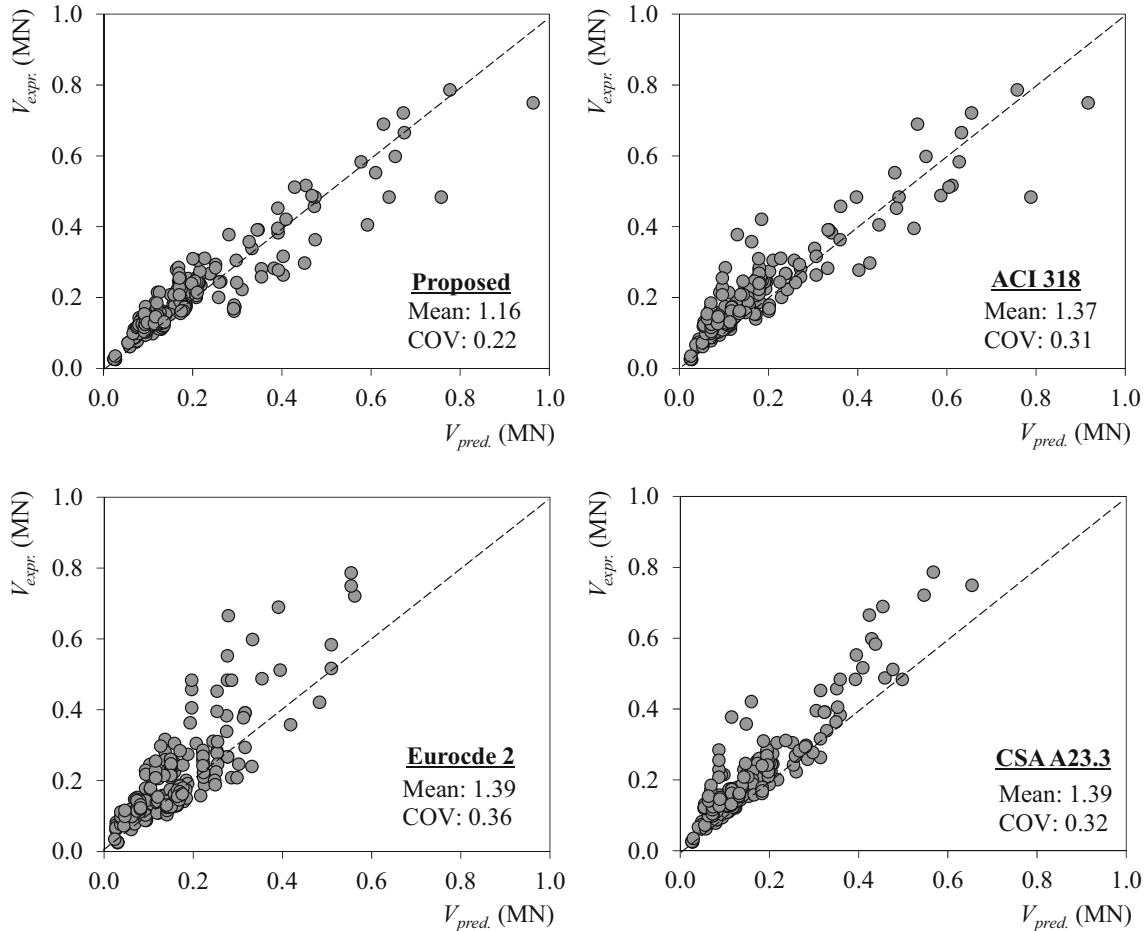 1.0
0.8
0.6
0.4
0.2
0.0
V_expr. (MN)
Proposed
Mean: 1.16
COV: 0.22
0.0 0.2 0.4 0.6 0.8 1.0
V_pred. (MN)
1.0
0.8
0.6
0.4
0.2
0.0
V_expr. (MN)
ACI 318
Mean: 1.37
COV: 0.31
0.0 0.2 0.4 0.6 0.8 1.0
V_pred. (MN)
1.0
0.8
0.6
0.4
0.2
0.0
V_expr. (MN)
Eurocde 2
Mean: 1.39
COV: 0.36
0.0 0.2 0.4 0.6 0.8 1.0
V_pred. (MN)
1.0
0.8
0.6
0.4
0.2
0.0
V_expr. (MN)
CSA A23.3
Mean: 1.39
COV: 0.32
0.0 0.2 0.4 0.6 0.8 1.0
V_pred. (MN)